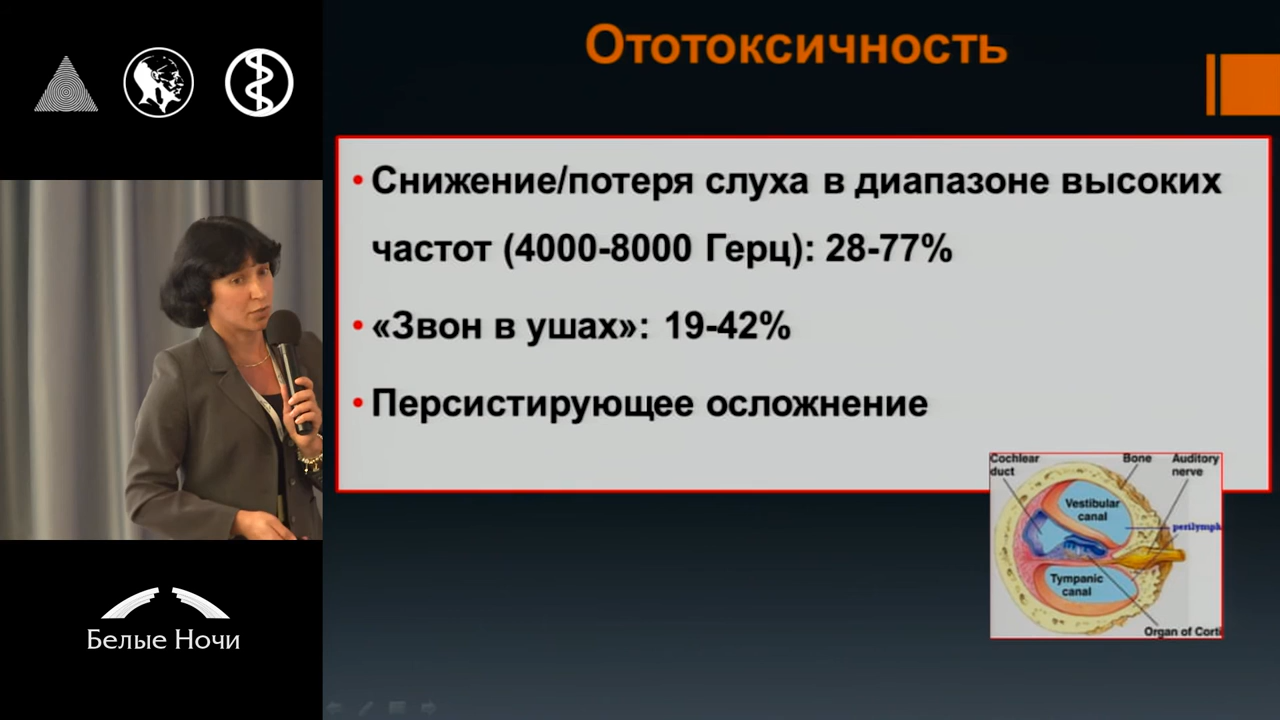 Ототоксичность
• Снижение/потеря слуха в диапазоне высоких
частот (4000-8000 Герц): 28-77%
• «Звон в ушах»: 19-42%
• Персистирующее осложнение
Cochlear
duct
Bone
Auditory
nerve
Vestibular
canal
perilymph
Tympanic
canal
Organ of Corti
Белые Ночи